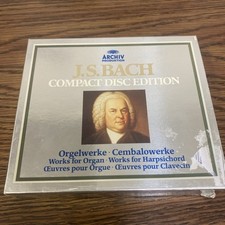 ARCHIV
PRODUKTION
J.S. BACH
COMPACT DISC EDITION
Orgelwerke · Cembalowerke
Works for Organ · Works for Harpsichord
Œuvres pour Orgue · Œuvres pour Clavecin